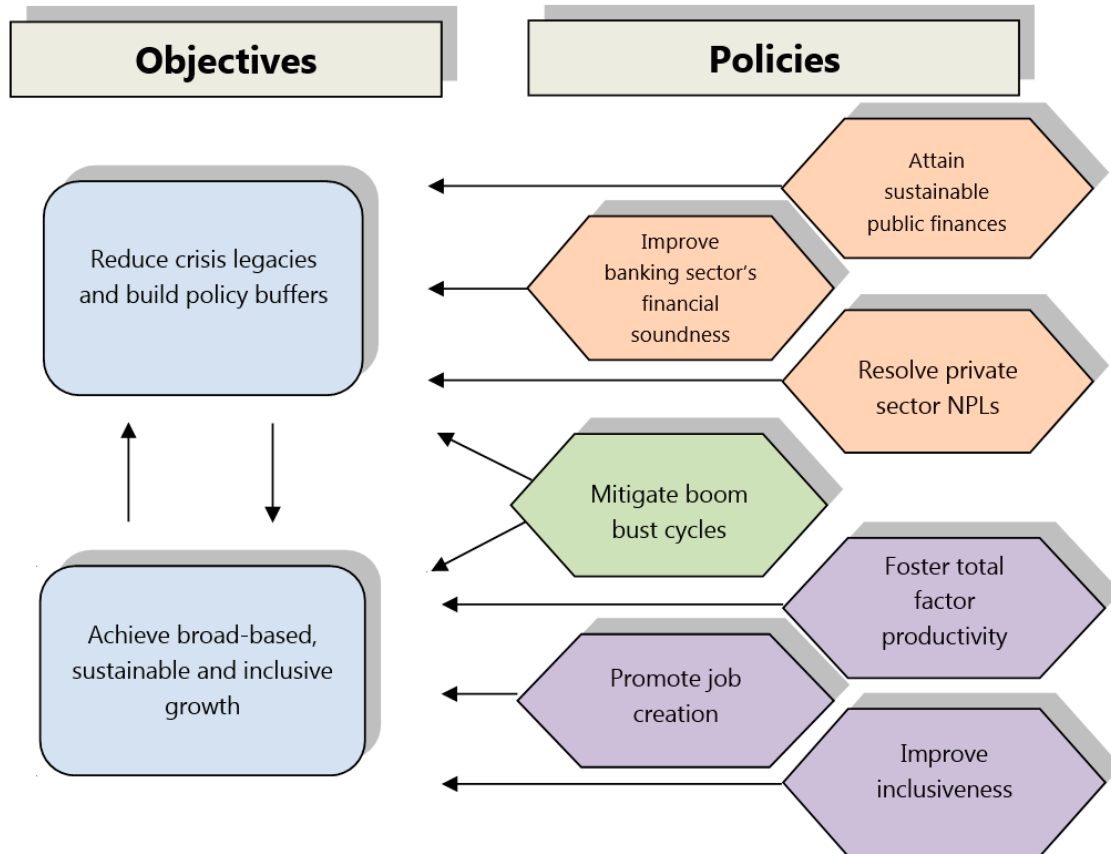 Objectives
Policies
Reduce crisis legacies
and build policy buffers
Achieve broad-based,
sustainable and inclusive
growth
Attain
sustainable
public finances
Improve
banking sector’s
financial
soundness
Resolve private
sector NPLs
Mitigate boom
bust cycles
Foster total
factor
productivity
Promote job
creation
Improve
inclusiveness